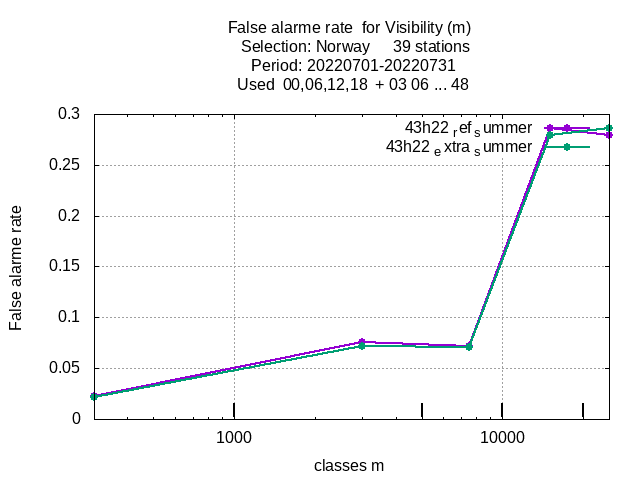 False alarme rate  for Visibility (m)
Selection: Norway     39 stations
Period: 20220701-20220731
Used  00,06,12,18  + 03 06 ... 48
0.3
43h22 ref summer
0.25
43h22 extra summer
0.2
0.15
0.1
0.05
0
False alarme rate
1000
10000
classes m